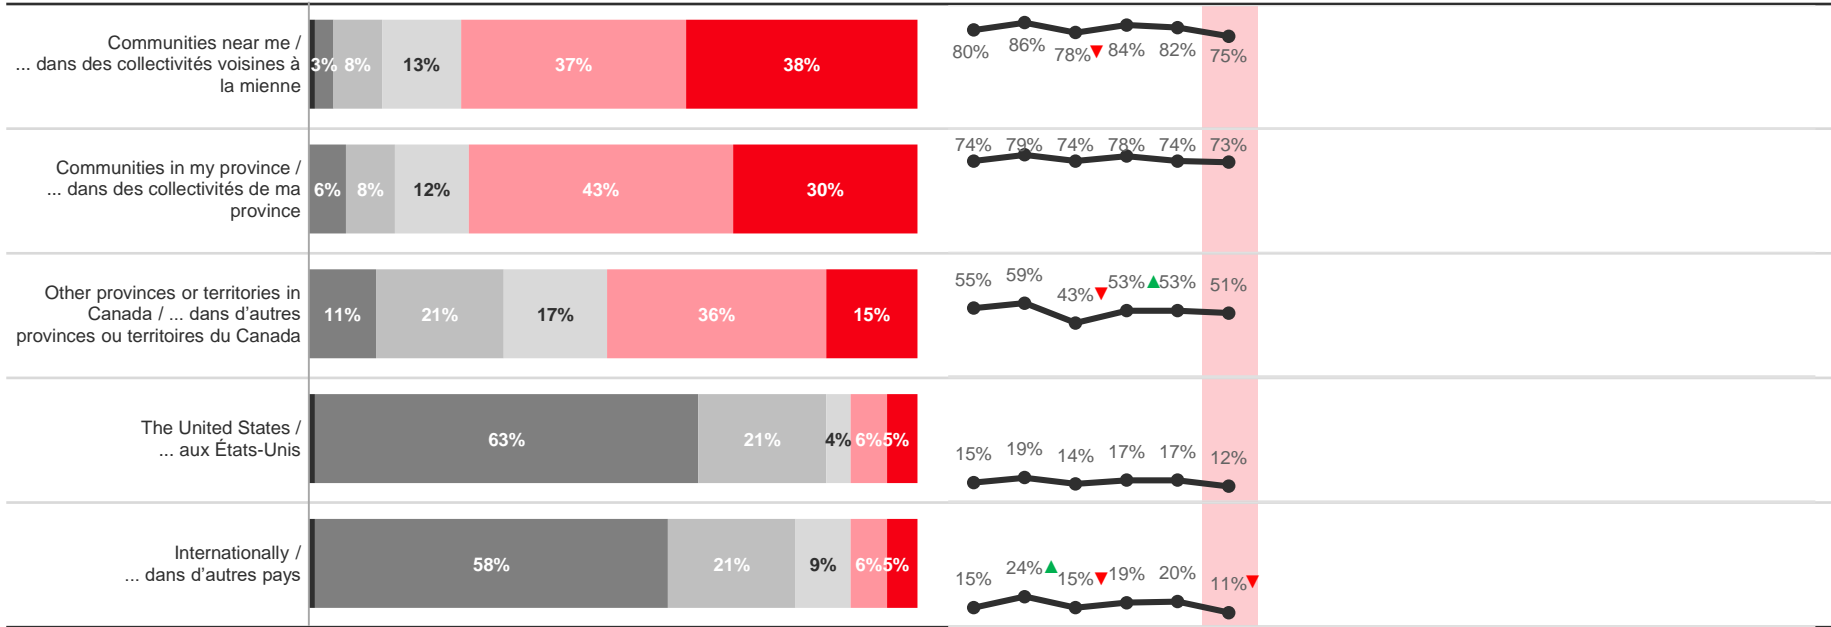 Communities near me /
... dans des collectivités voisines à
la mienne
3% 8% 13% 37% 38%
80% 86% 78% ▼ 84% 82% 75%
Communities in my province /
... dans des collectivités de ma
province
6% 8% 12% 43% 30%
74% 79% 74% 78% 74% 73%
Other provinces or territories in
Canada / ... dans d'autres
provinces ou territoires du Canada
11% 21% 17% 36% 15%
55% 59% 43% ▼ 53% ▲ 53% 51%
The United States /
... aux États-Unis
63% 21% 4% 6% 5%
15% 19% 14% 17% 17% 12%
Internationally /
... dans d'autres pays
58% 21% 9% 6% 5%
15% 24% ▲ 15% ▼ 19% 20% 11% ▼